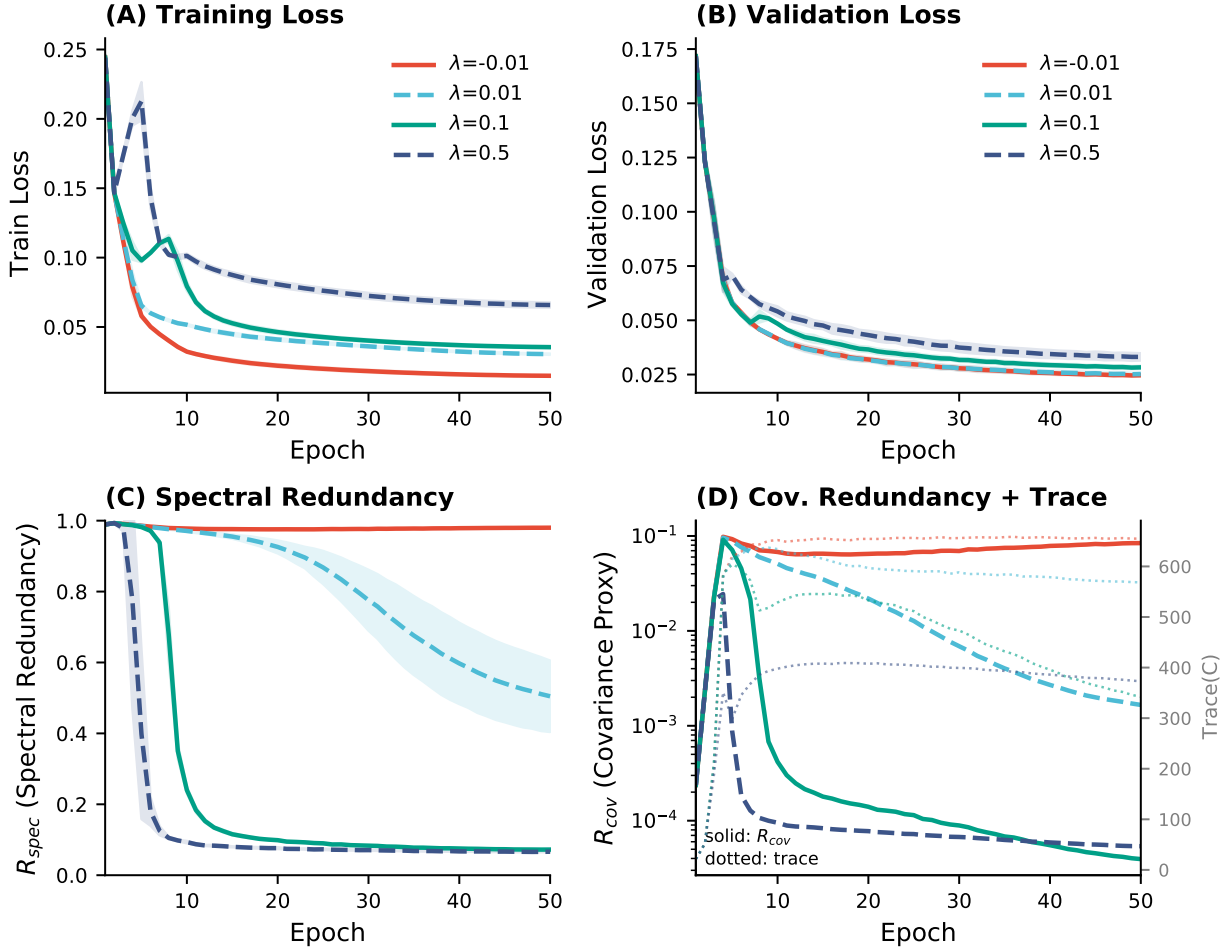 (A) Training Loss
0.25
0.20
0.15
0.10
0.05
Train Loss
λ=-0.01
λ=0.01
λ=0.1
λ=0.5
10 20 30 40 50
Epoch
(B) Validation Loss
0.175
0.150
0.125
0.100
0.075
0.050
0.025
Validation Loss
λ=-0.01
λ=0.01
λ=0.1
λ=0.5
10 20 30 40 50
Epoch
(C) Spectral Redundancy
1.0
0.8
0.6
0.4
0.2
0.0
R_spec (Spectral Redundancy)
10 20 30 40 50
Epoch
(D) Cov. Redundancy + Trace
10⁻¹
10⁻²
10⁻³
10⁻⁴
R_cov (Covariance Proxy)
solid: R_cov
dotted: trace
600
500
400
300
200
100
0
Trace(C)
10 20 30 40 50
Epoch